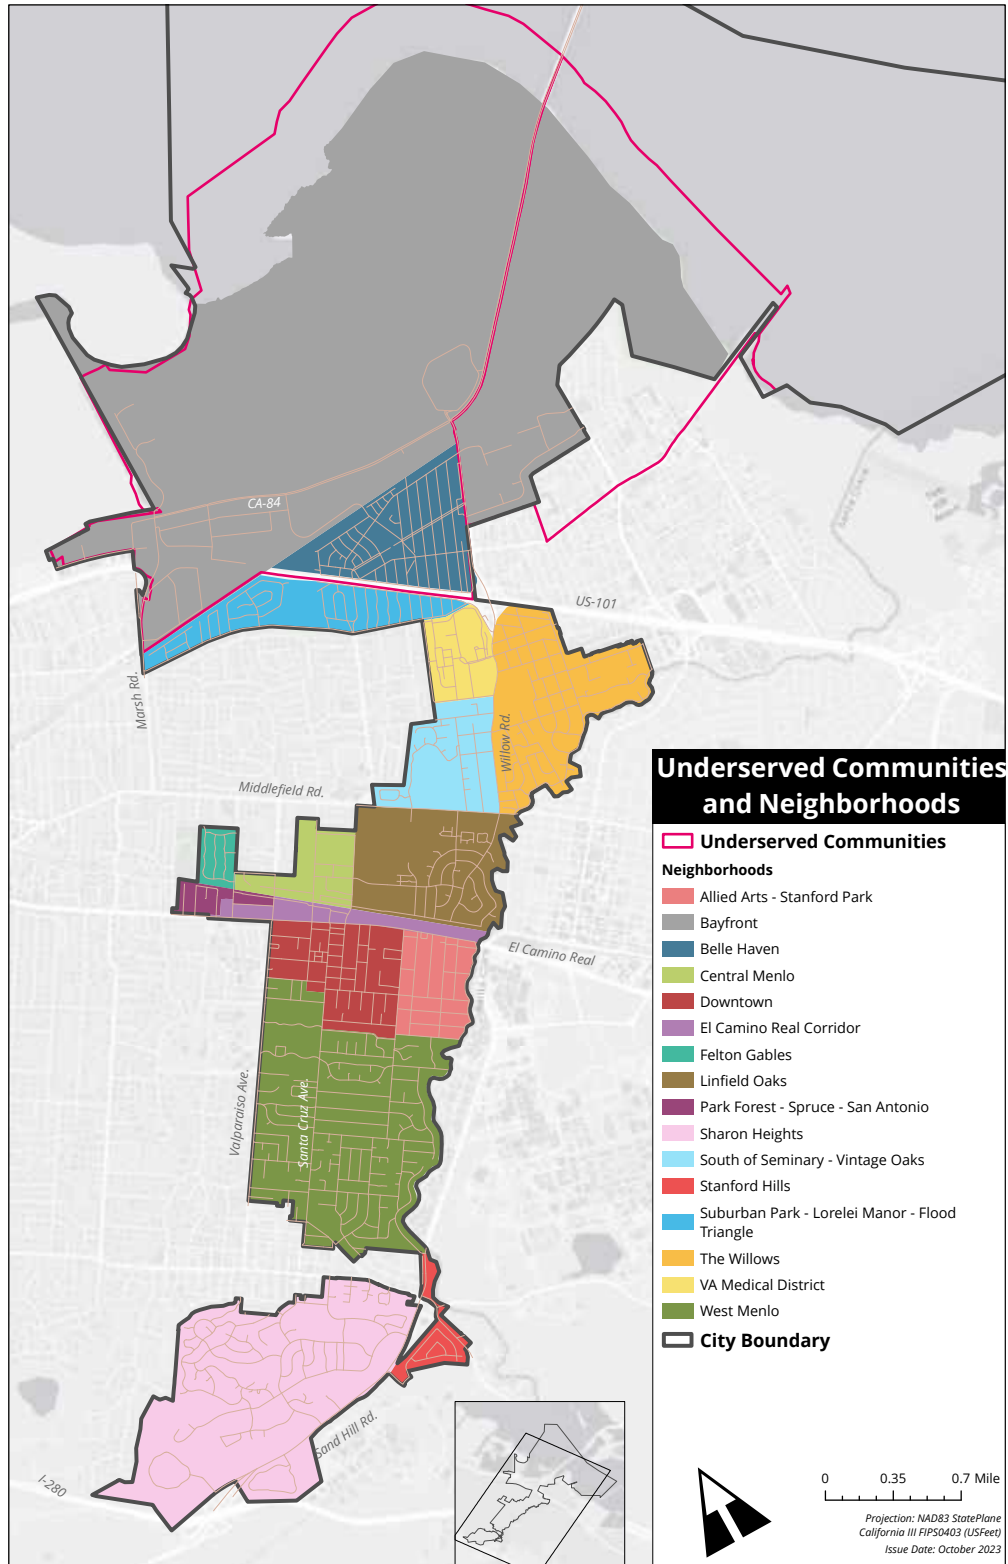 CA-84
US-101
Marsh Rd.
Willow Rd.
Middlefield Rd.
El Camino Real
Valparaiso Ave.
Santa Cruz Ave.
Sand Hill Rd.
I-280
Underserved Communities
and Neighborhoods
Underserved Communities
Neighborhoods
Allied Arts - Stanford Park
Bayfront
Belle Haven
Central Menlo
Downtown
El Camino Real Corridor
Felton Gables
Linfield Oaks
Park Forest - Spruce - San Antonio
Sharon Heights
South of Seminary - Vintage Oaks
Stanford Hills
Suburban Park - Lorelei Manor - Flood
Triangle
The Willows
VA Medical District
West Menlo
City Boundary
0 0.35 0.7 Mile
Projection: NAD83 StatePlane
California III FIPS0403 (USFeet)
Issue Date: October 2023